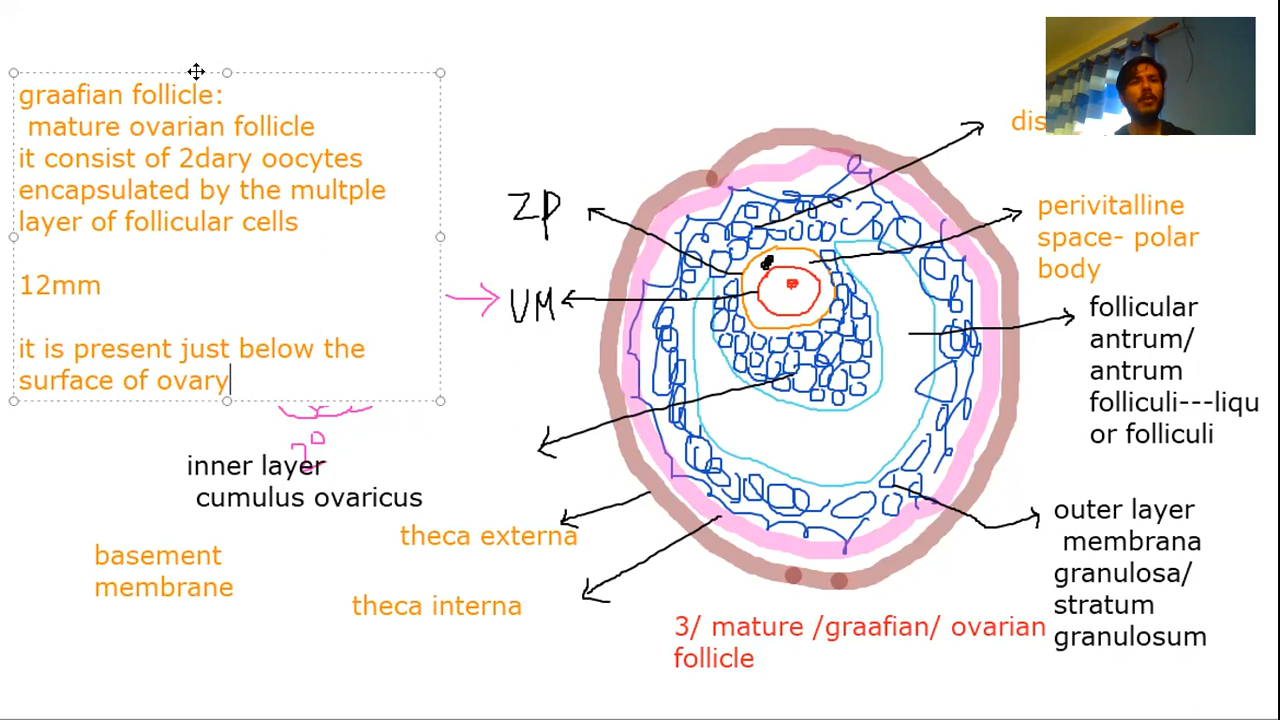 graafian follicle:
mature ovarian follicle
it consist of 2dary oocytes
encapsulated by the multple
layer of follicular cells
12mm
it is present just below the
surface of ovary
inner layer
cumulus ovaricus
basement
membrane
theca externa
theca interna
ZP
UM
dis
perivitalline
space- polar
body
follicular
antrum/
antrum
folliculi---liqu
or folliculi
outer layer
membrana
granulosa/
stratum
granulosum
3/ mature /graafian/ ovarian
follicle